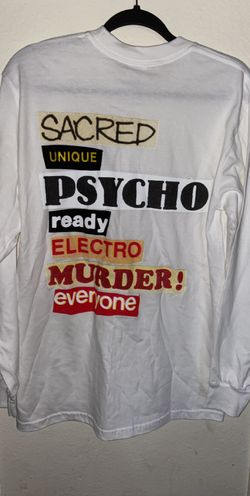 SACRED
UNIQUE
PSYCHO
ready
ELECTRO
MURDER!
everyone